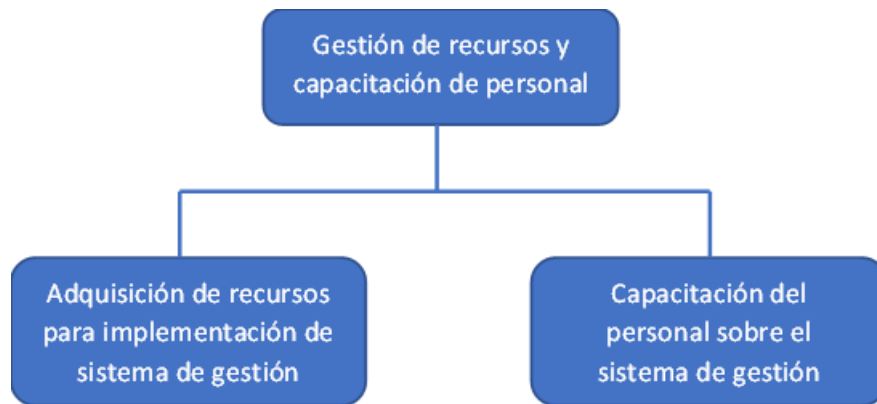 Gestión de recursos y
capacitación de personal
Adquisición de recursos
para implementación de
sistema de gestión
Capacitación del
personal sobre el
sistema de gestión